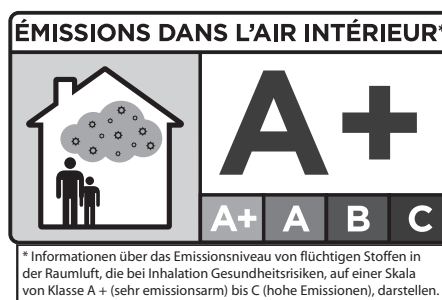 ÉMISSIONS DANS L'AIR INTÉRIEUR*
A+
A+ A B C
* Informationen über das Emissionsniveau von flüchtigen Stoffen in
der Raumluft, die bei Inhalation Gesundheitsrisiken, auf einer Skala
von Klasse A + (sehr emissionsarm) bis C (hohe Emissionen), darstellen.